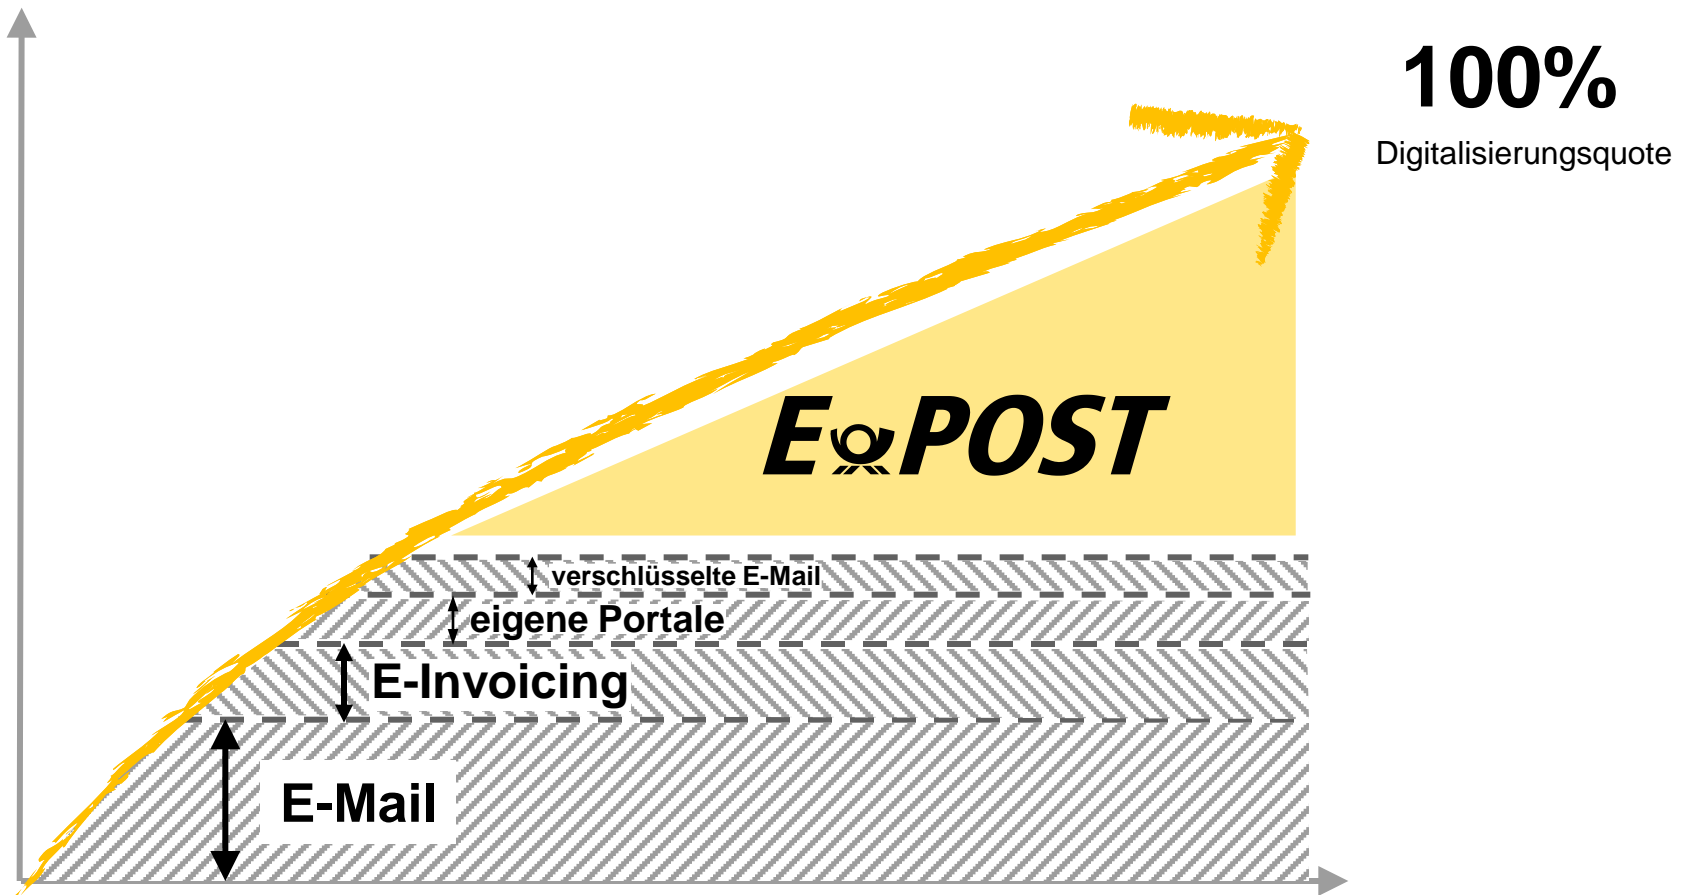 100%
Digitalisierungsquote
E POST
verschlüsselte E-Mail
eigene Portale
E-Invoicing
E-Mail